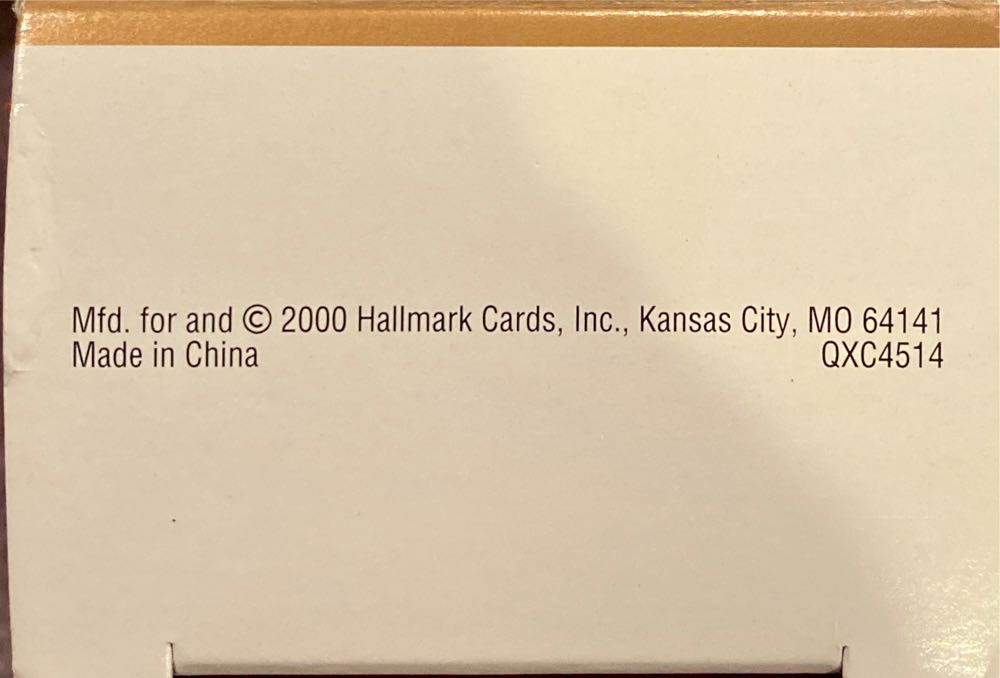 Mfd. for and © 2000 Hallmark Cards, Inc., Kansas City, MO 64141
Made in China QXC4514